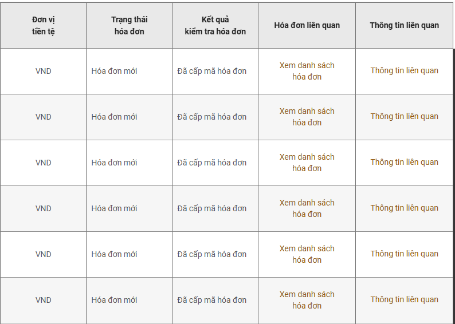 Đơn vị tiền tệ Trạng thái hóa đơn Kết quả kiểm tra hóa đơn Hóa đơn liên quan Thông tin liên quan
VND Hóa đơn mới Đã cấp mã hóa đơn Xem danh sách hóa đơn Thông tin liên quan
VND Hóa đơn mới Đã cấp mã hóa đơn Xem danh sách hóa đơn Thông tin liên quan
VND Hóa đơn mới Đã cấp mã hóa đơn Xem danh sách hóa đơn Thông tin liên quan
VND Hóa đơn mới Đã cấp mã hóa đơn Xem danh sách hóa đơn Thông tin liên quan
VND Hóa đơn mới Đã cấp mã hóa đơn Xem danh sách hóa đơn Thông tin liên quan
VND Hóa đơn mới Đã cấp mã hóa đơn Xem danh sách hóa đơn Thông tin liên quan